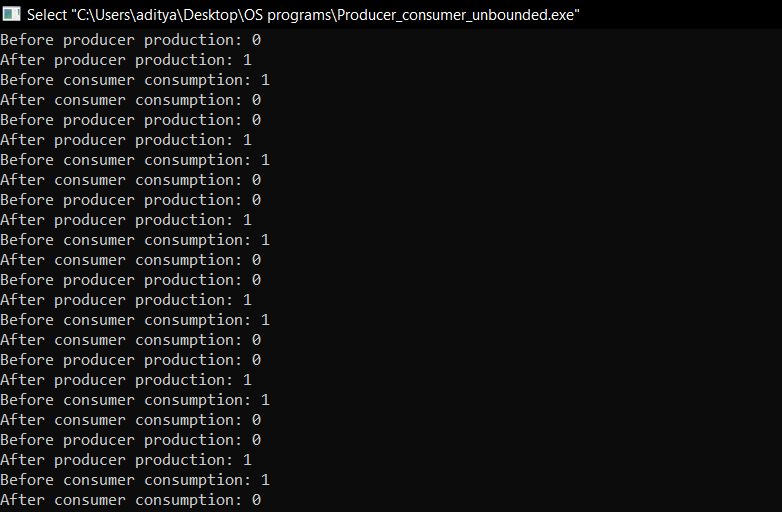 Select "C:\Users\aditya\Desktop\OS programs\Producer_consumer_unbounded.exe"
Before producer production: 0
After producer production: 1
Before consumer consumption: 1
After consumer consumption: 0
Before producer production: 0
After producer production: 1
Before consumer consumption: 1
After consumer consumption: 0
Before producer production: 0
After producer production: 1
Before consumer consumption: 1
After consumer consumption: 0
Before producer production: 0
After producer production: 1
Before consumer consumption: 1
After consumer consumption: 0
Before producer production: 0
After producer production: 1
Before consumer consumption: 1
After consumer consumption: 0
Before producer production: 0
After producer production: 1
Before consumer consumption: 1
After consumer consumption: 0